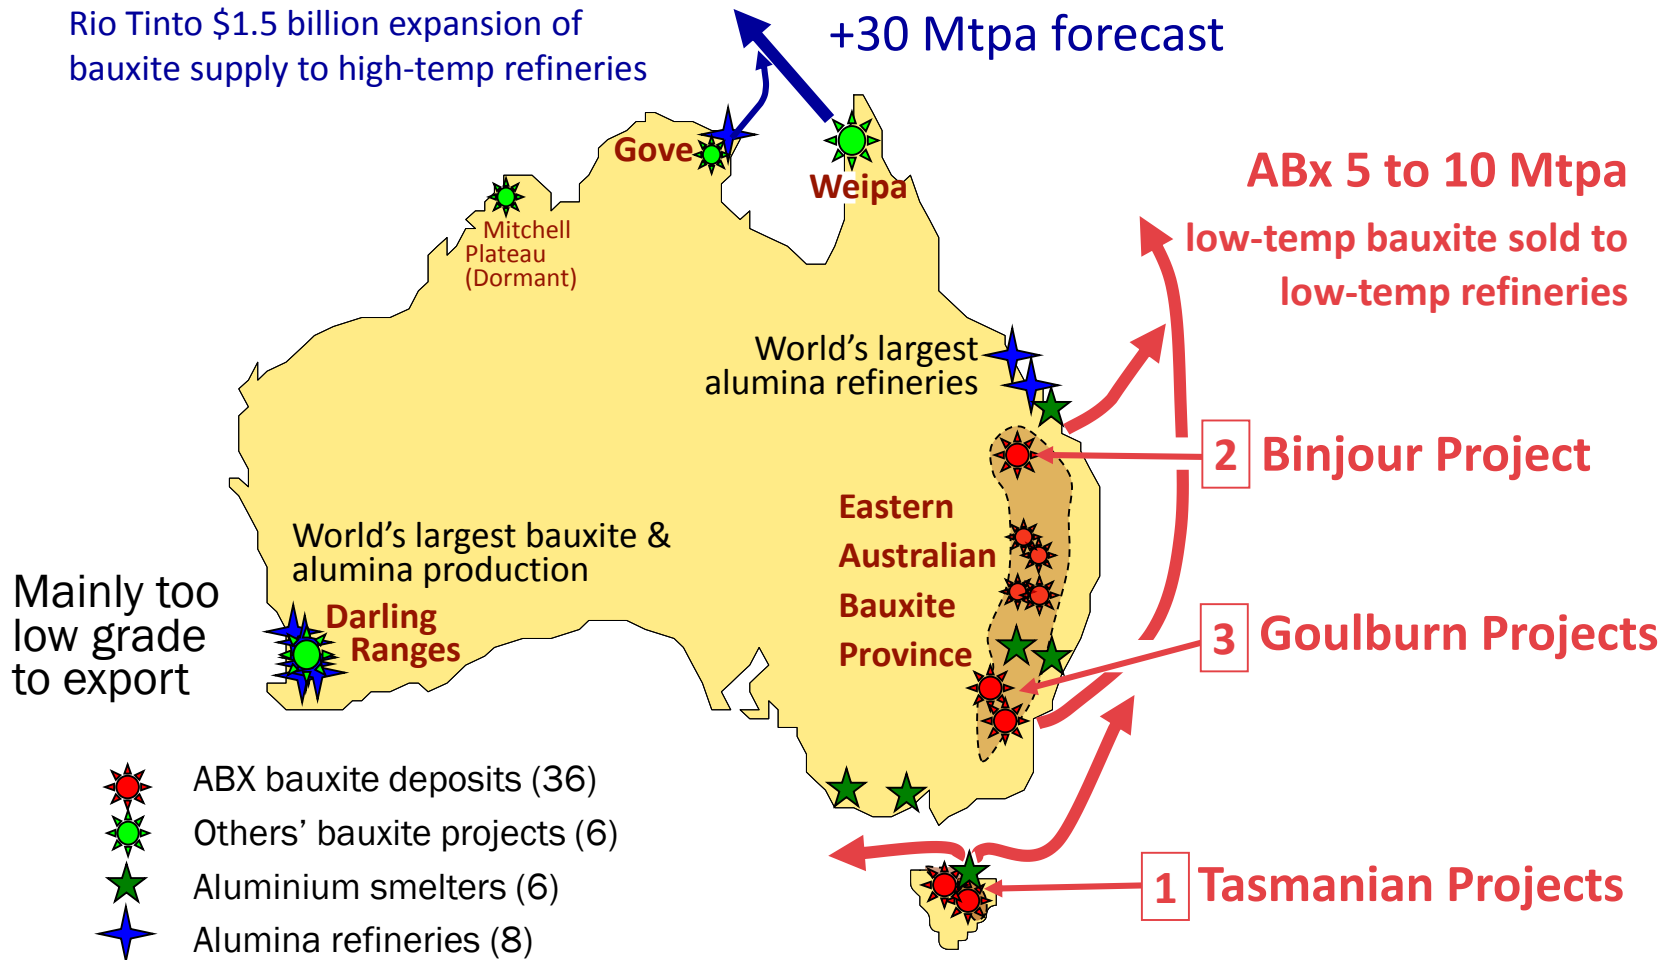 Rio Tinto $1.5 billion expansion of
bauxite supply to high-temp refineries
+30 Mtpa forecast
Gove
Weipa
ABx 5 to 10 Mtpa
low-temp bauxite sold to
low-temp refineries
Mitchell
Plateau
(Dormant)
World's largest
alumina refineries
2 Binjour Project
Eastern
Australian
Bauxite
Province
World's largest bauxite &
alumina production
Mainly too
low grade
to export
Darling
Ranges
3 Goulburn Projects
ABX bauxite deposits (36)
Others' bauxite projects (6)
Aluminium smelters (6)
Alumina refineries (8)
1 Tasmanian Projects